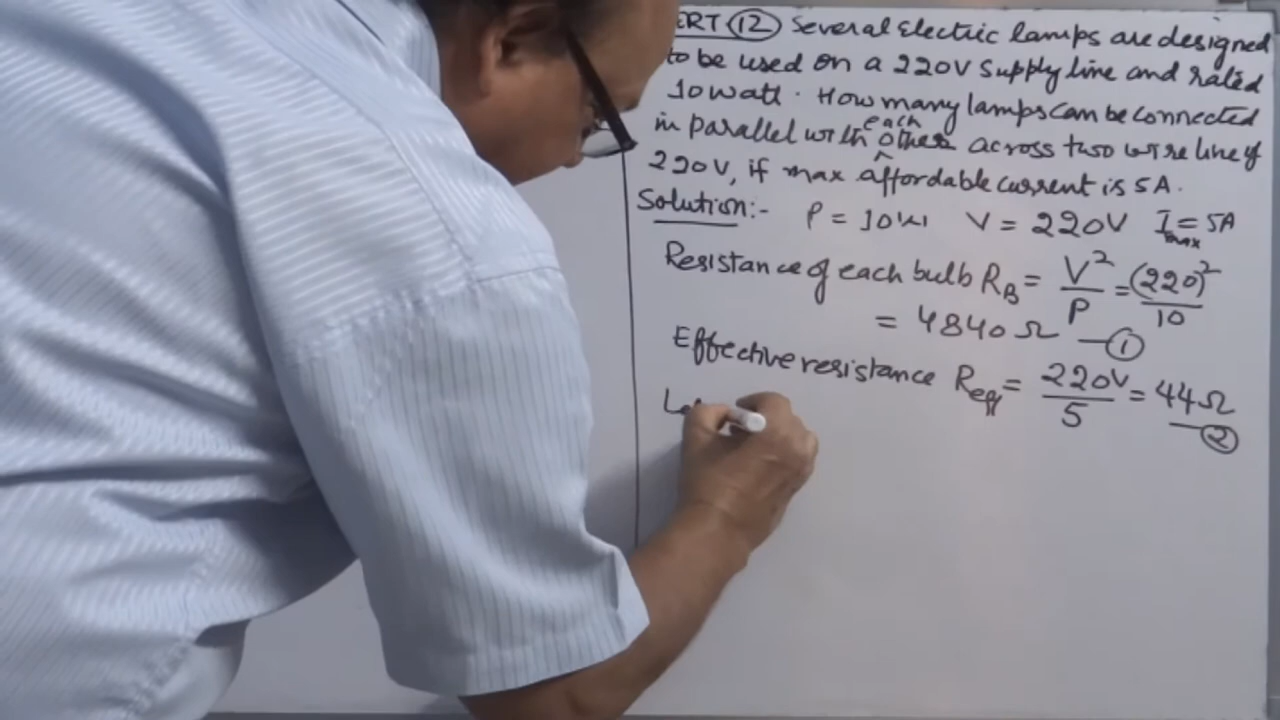 ERT 12 Several Electric lamps are designed
to be used on a 220V Supply line and rated
10 watt. How many lamps can be connected
in parallel with each other across two wire line of
220V, if max affordable current is 5A.
Solution:- P = 10W V = 220V Imax = 5A
Resistance of each bulb RB = V²/P = (220)²/10
= 4840 Ω —①
Effective resistance Req = 220V/5 = 44Ω
—②